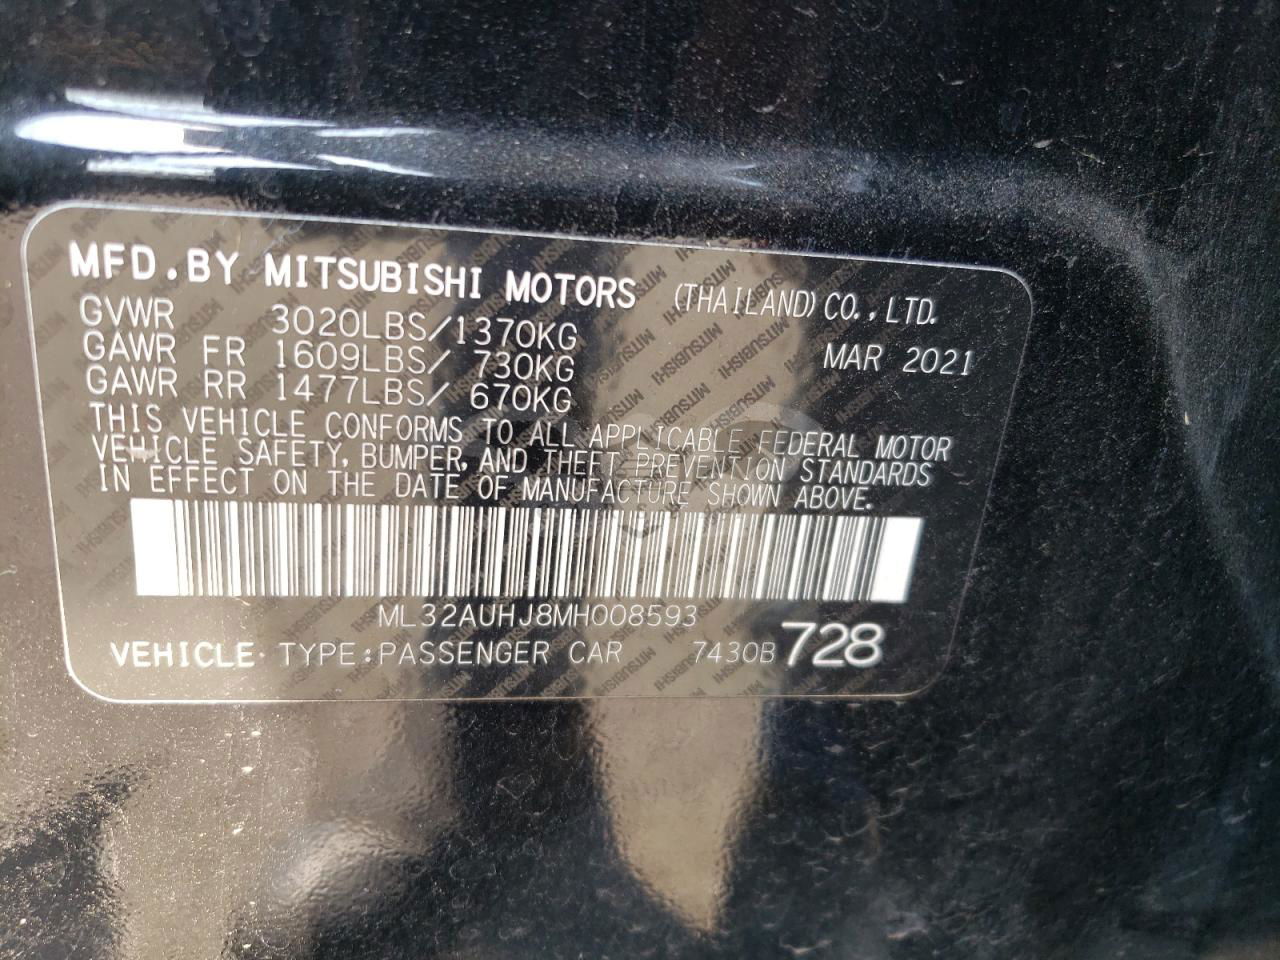 MFD.BY MITSUBISHI MOTORS (THAILAND)CO.,LTD.
GVWR 3020LBS/1370KG
MAR 2021
GAWR FR 1609LBS/ 730KG
GAWR RR 1477LBS/ 670KG
THIS VEHICLE CONFORMS TO ALL APPLICABLE FEDERAL MOTOR
VEHICLE SAFETY, BUMPER, AND THEFT PREVENTION STANDARDS
IN EFFECT ON THE DATE OF MANUFACTURE SHOWN ABOVE.
ML32AUHJ8MH008593
VEHICLE TYPE:PASSENGER CAR 7430B 728